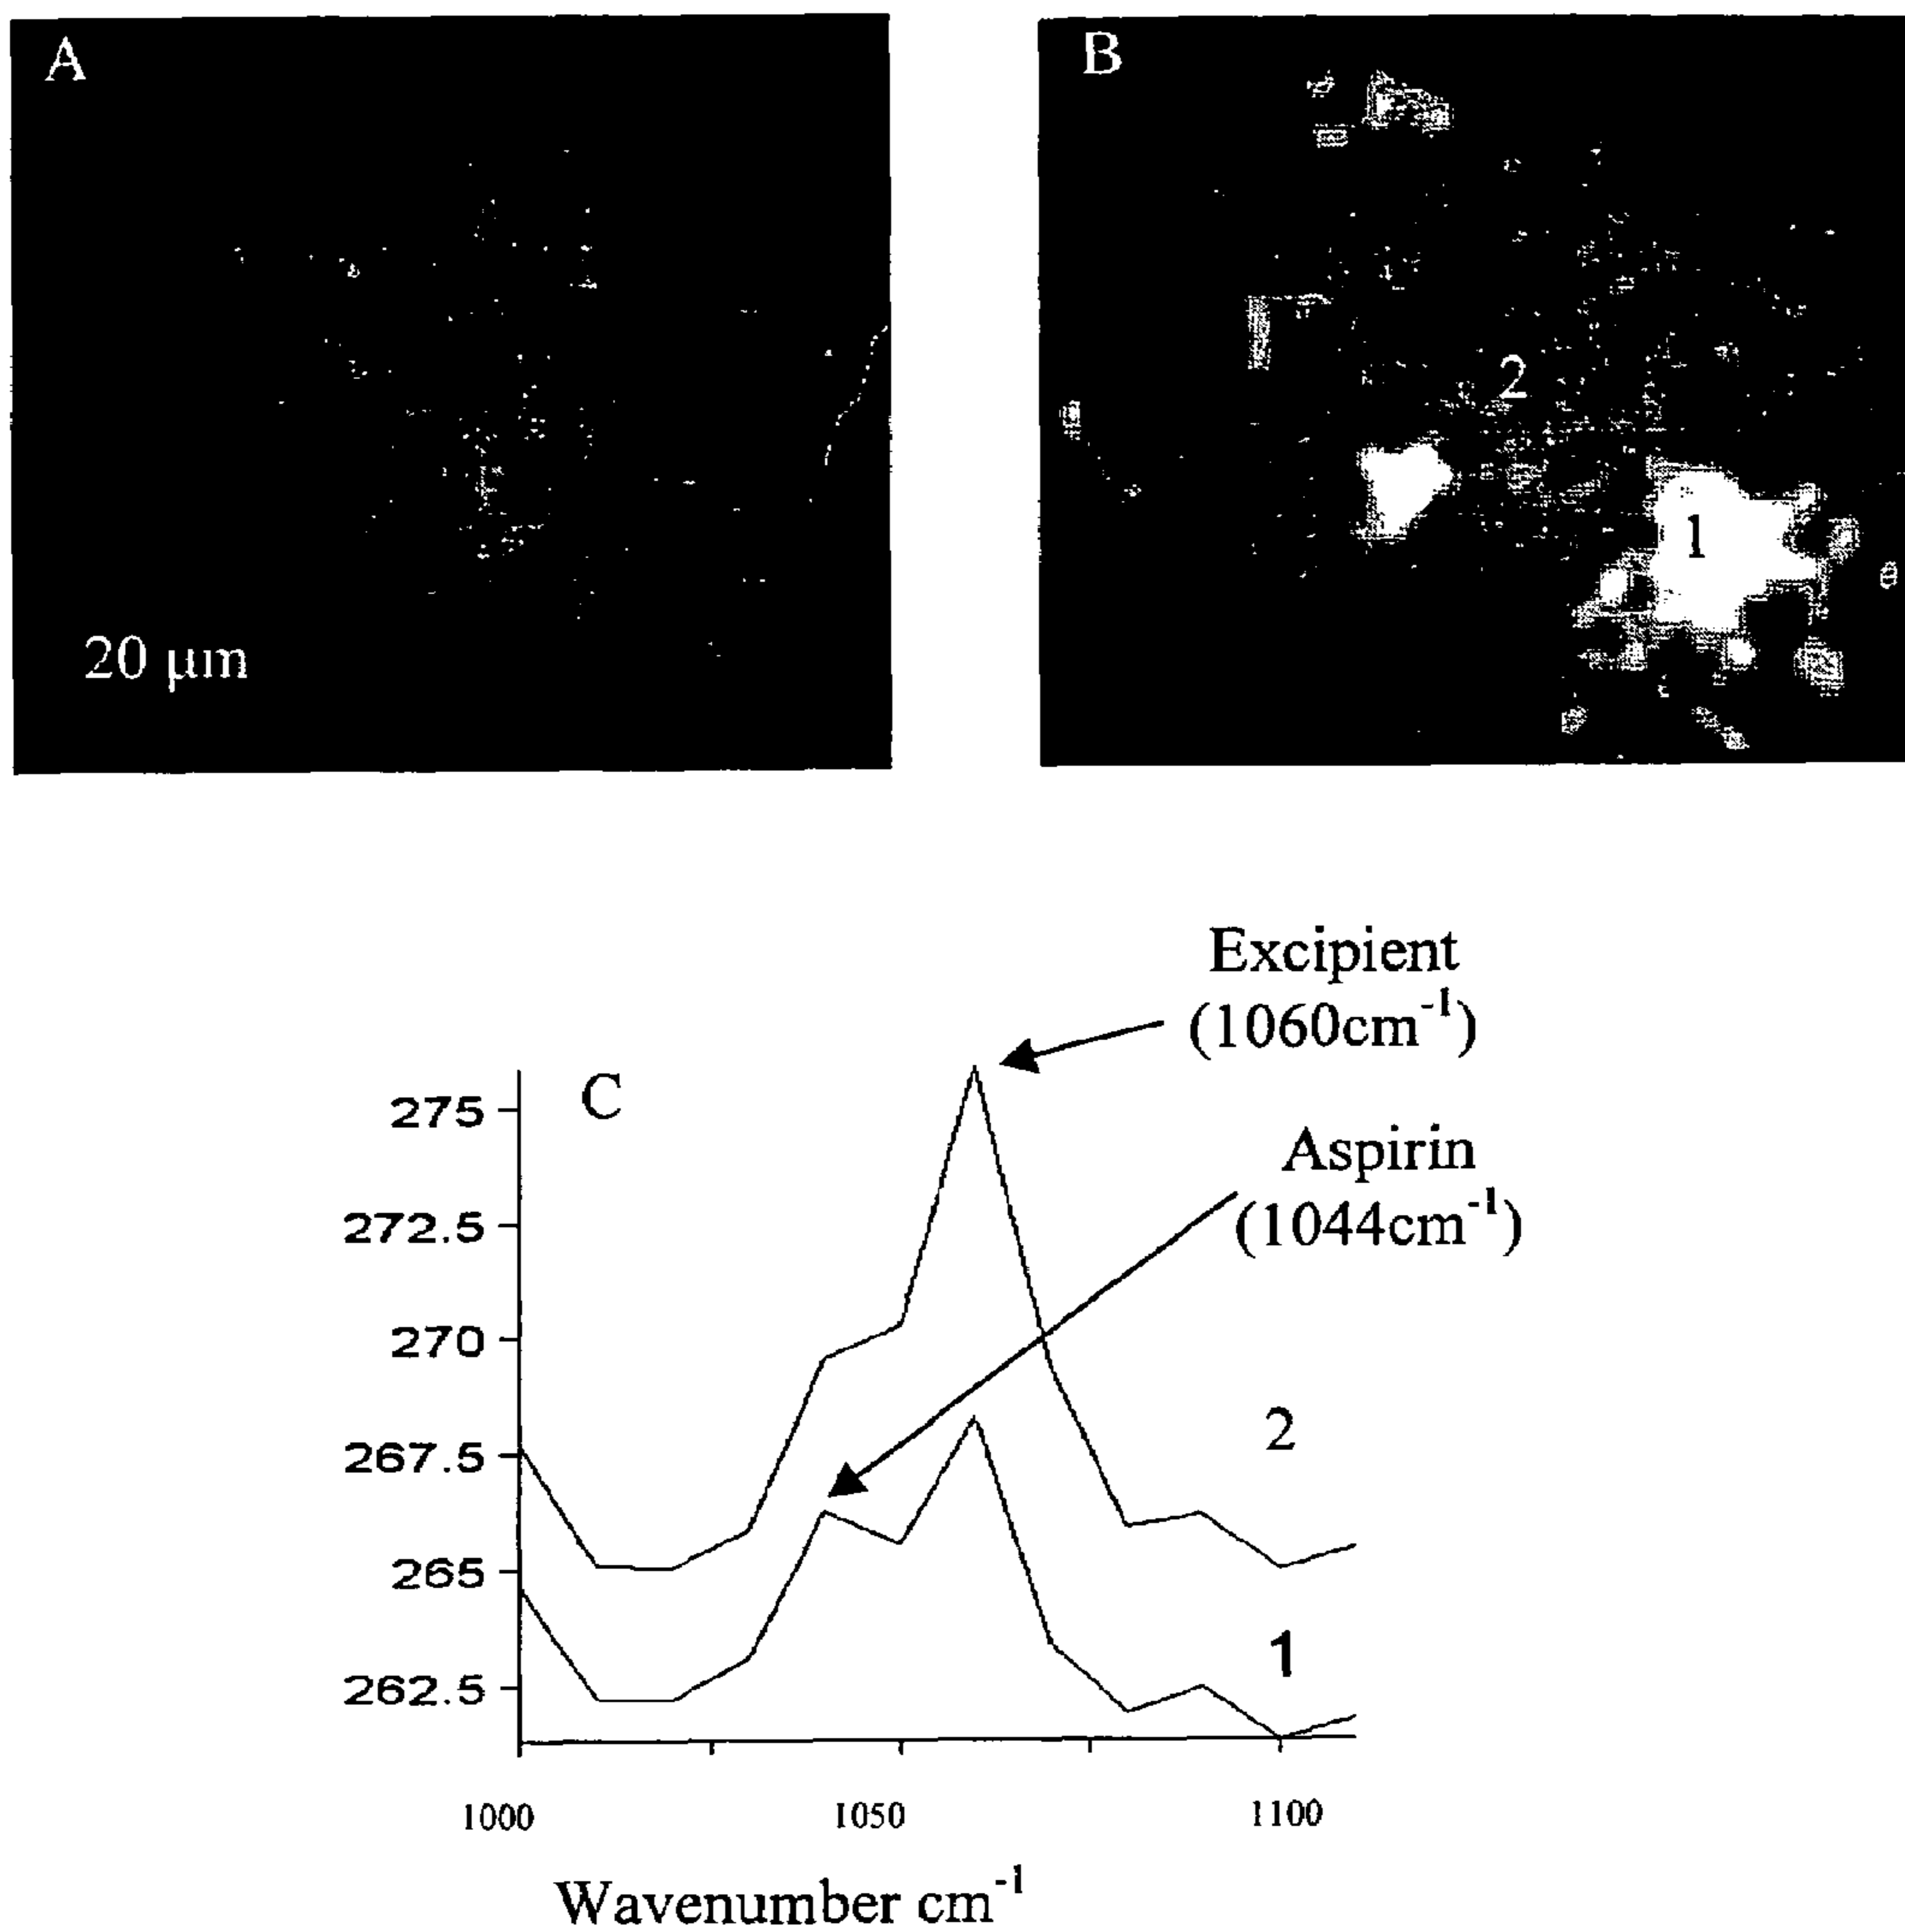 A
B
2
1
20 µm
Excipient
(1060cm⁻¹)
C
275
Aspirin
(1044cm⁻¹)
272.5
270
2
267.5
265
1
262.5
1000 1050 1100
Wavenumber cm⁻¹